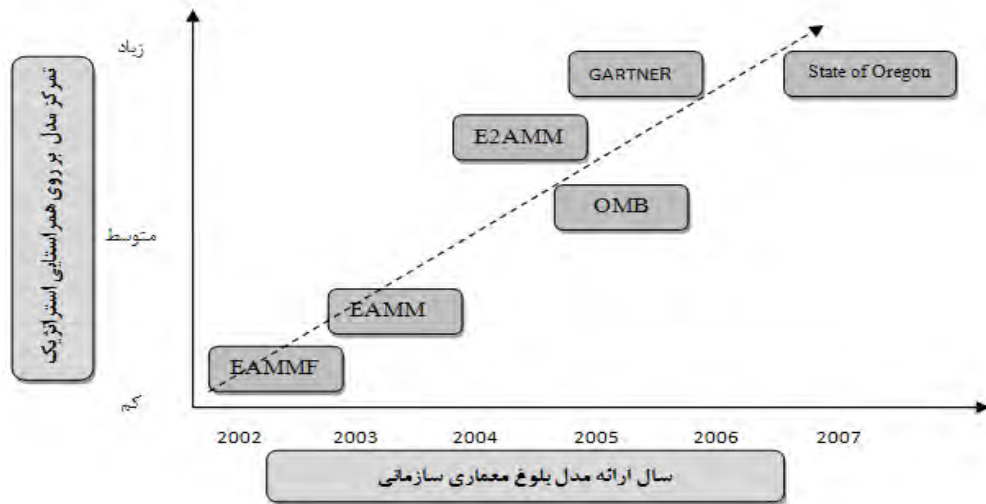 زیاد
تمرکز مدل بر روی همراستایی استراتژیک
GARTNER
State of Oregon
E2AMM
OMB
متوسط
EAMM
EAMMF
کم
2002 2003 2004 2005 2006 2007
سال ارائه مدل بلوغ معماری سازمانی